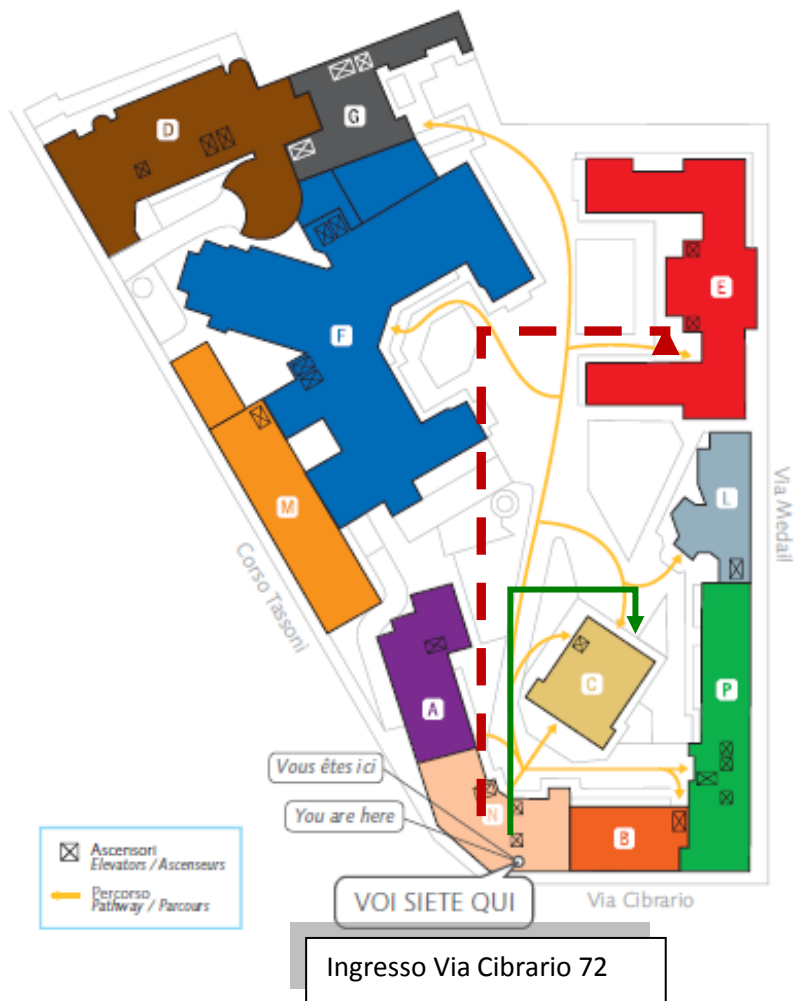 G
D
E
F
Via Medail
L
M
Corso Tassoni
C
P
A
Vous êtes ici
You are here
N
B
Ascensori
Elevators / Ascenseurs
Percorso
Pathway / Parcours
VOI SIETE QUI
Via Cibrario
Ingresso Via Cibrario 72